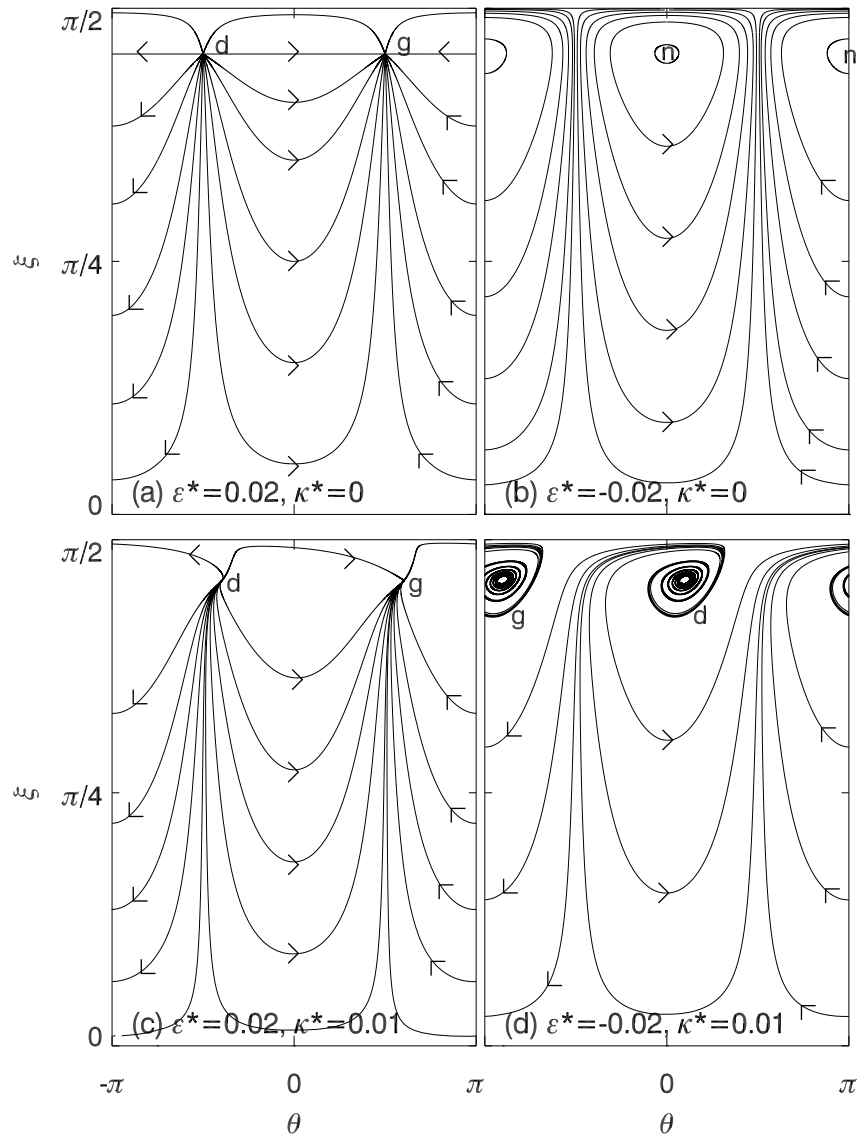 π/2
d
g
n
n
ξ
π/4
0
(a) ε*=0.02, κ*=0
(b) ε*=-0.02, κ*=0
π/2
d
g
g
d
ξ
π/4
0
(c) ε*=0.02, κ*=0.01
(d) ε*=-0.02, κ*=0.01
-π
0
π
0
π
θ
θ